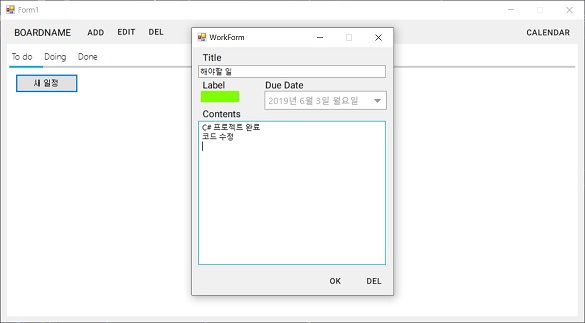 Form1
BOARDNAME ADD EDIT DEL CALENDAR
To do Doing Done
새 일정
WorkForm
Title
해야할 일
Label Due Date
2019년 6월 3일 월요일
Contents
C# 프로젝트 완료
코드 수정
OK DEL